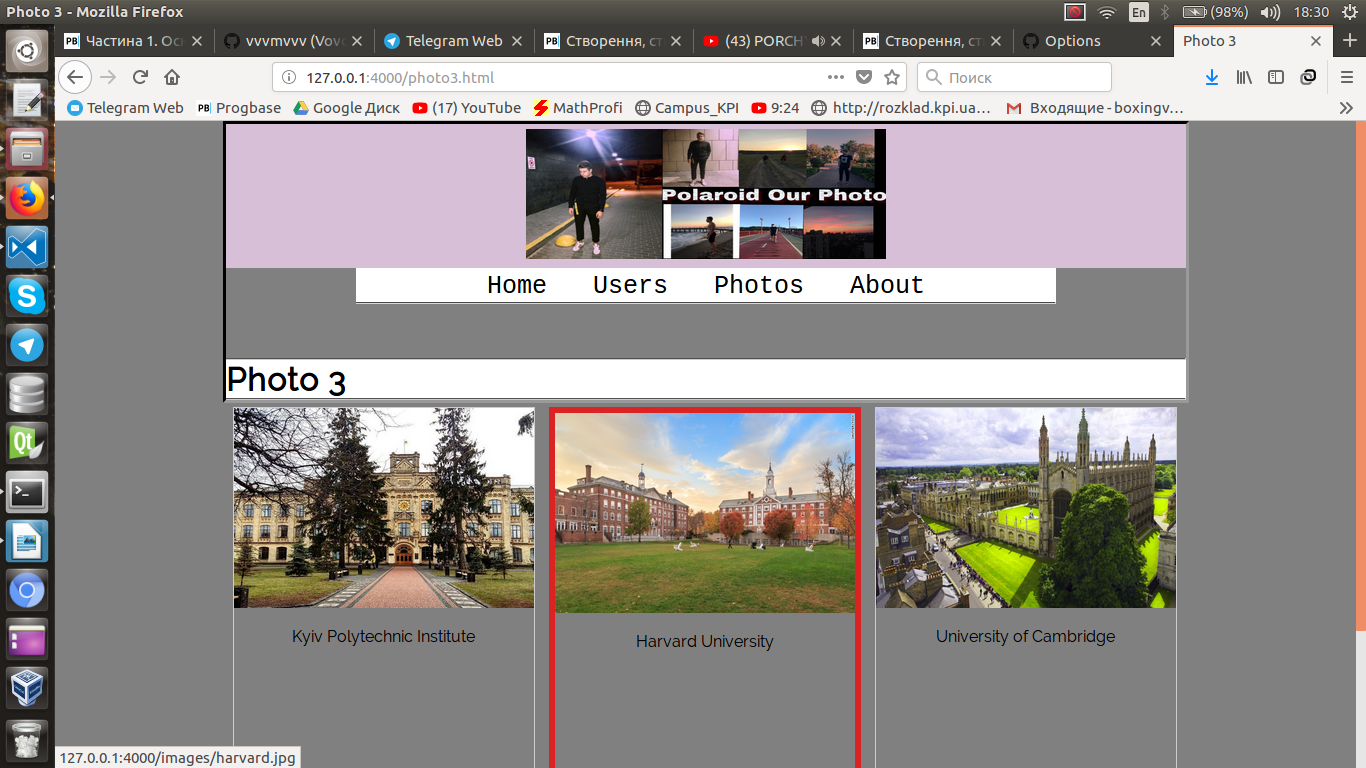 Photo 3 - Mozilla Firefox
En
(98%)
18:30
Частина 1. Ос
vvvmvvv (Vovo
Telegram Web
Створення, ст
(43) PORCHY
Створення, ст
Options
Photo 3
127.0.0.1:4000/photo3.html
Поиск
Telegram Web
Progbase
Google Диск
(17) YouTube
MathProfi
Campus_KPI
9:24
http://rozklad.kpi.ua…
Входящие - boxingv…
Polaroid Our Photo
Home Users Photos About
Photo 3
Kyiv Polytechnic Institute
Harvard University
University of Cambridge
127.0.0.1:4000/images/harvard.jpg